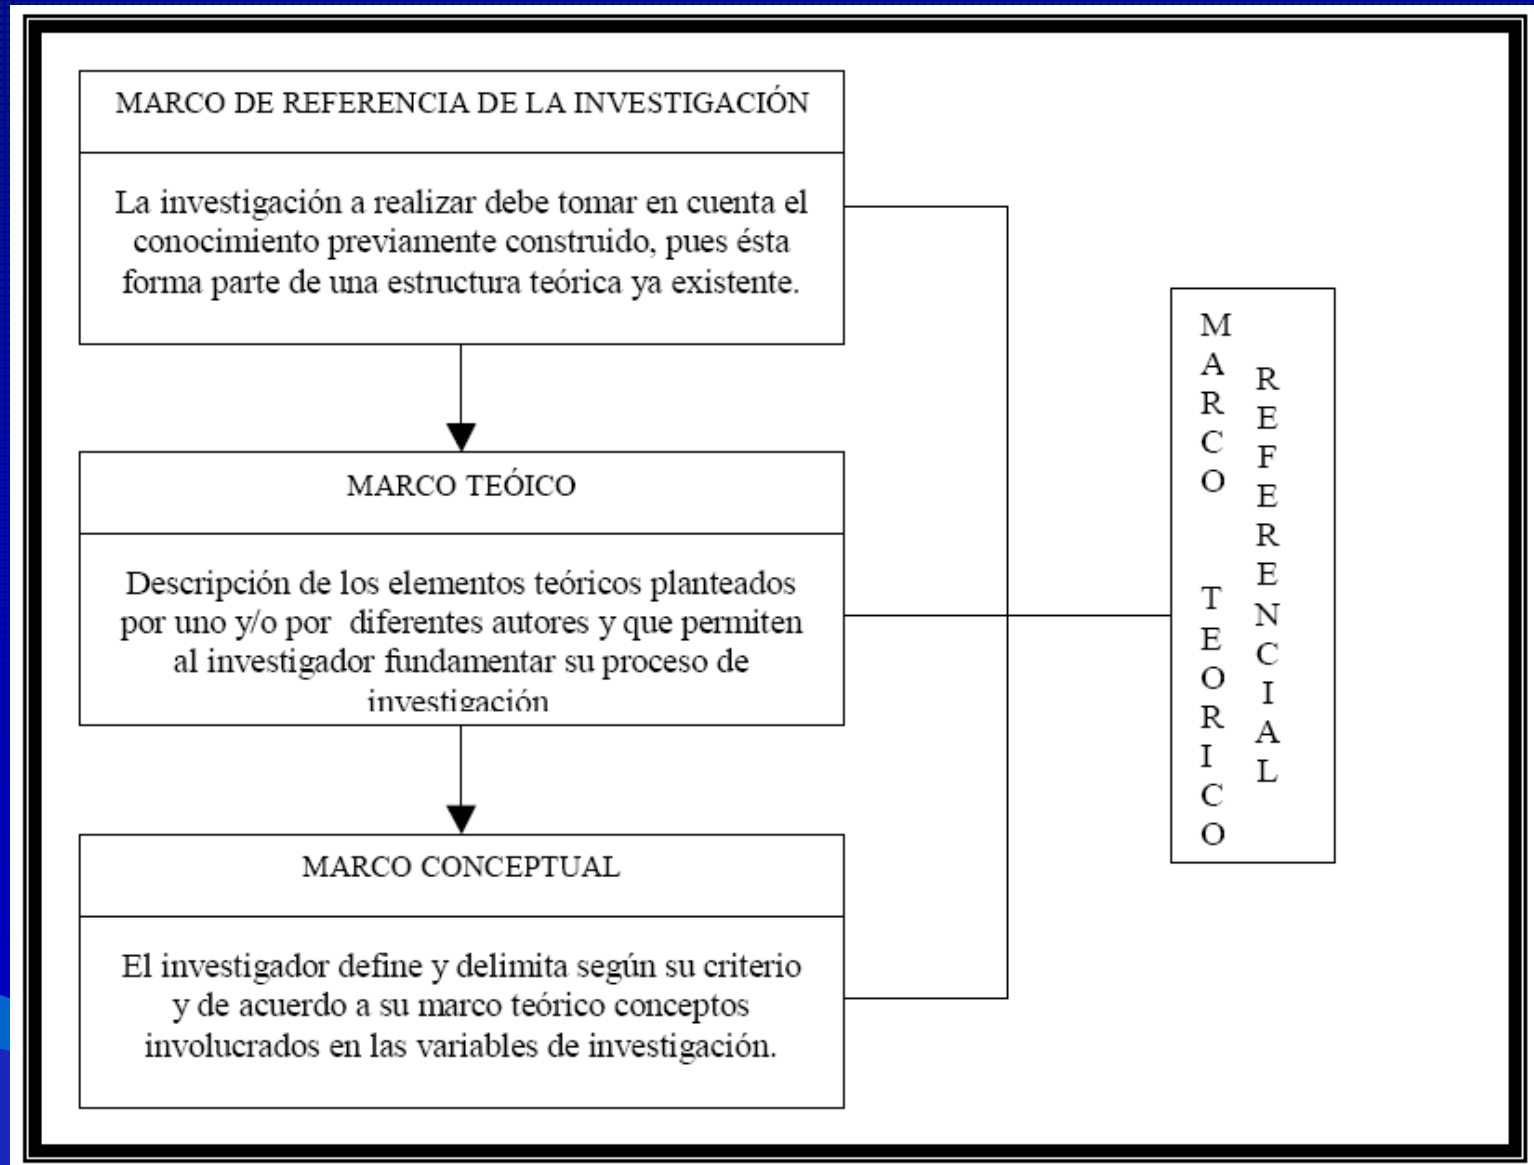 MARCO DE REFERENCIA DE LA INVESTIGACIÓN
La investigación a realizar debe tomar en cuenta el
conocimiento previamente construido, pues ésta
forma parte de una estructura teórica ya existente.
MARCO TEÓICO
Descripción de los elementos teóricos planteados
por uno y/o por diferentes autores y que permiten
al investigador fundamentar su proceso de
investigación
MARCO CONCEPTUAL
El investigador define y delimita según su criterio
y de acuerdo a su marco teórico conceptos
involucrados en las variables de investigación.
MARCO TEORICO
REFERENCIAL